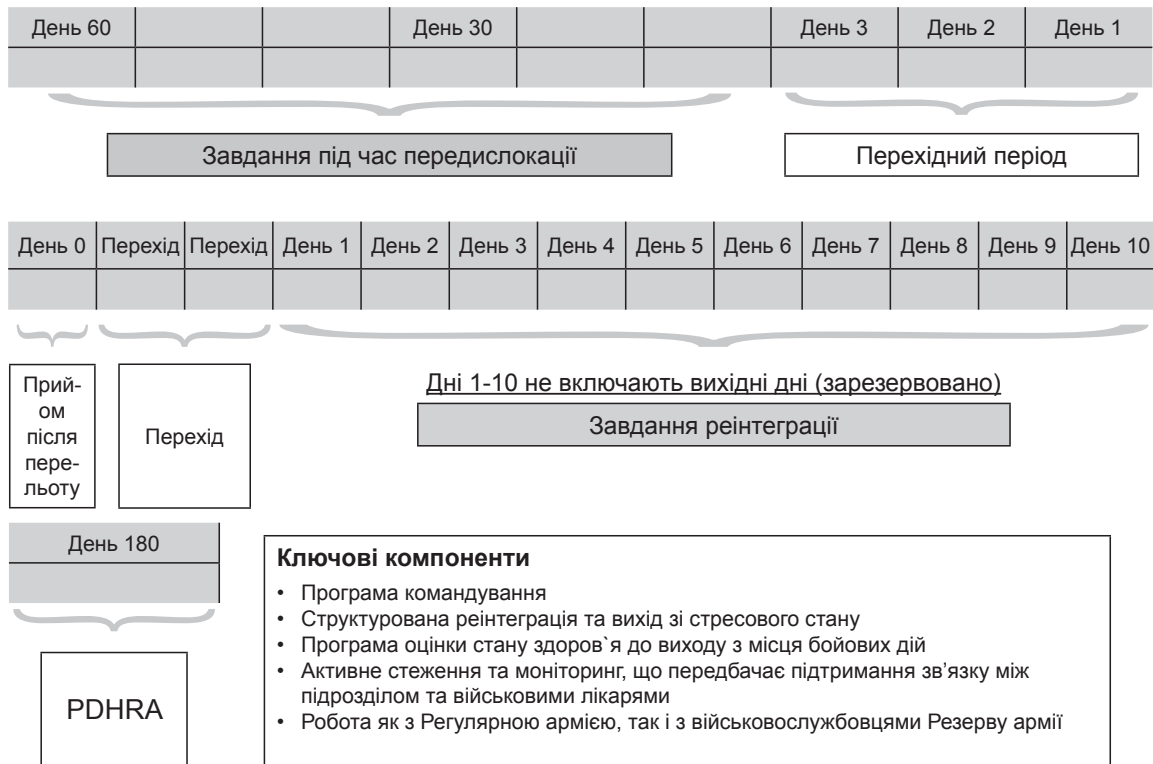 День 60 День 30 День 3 День 2 День 1
Завдання під час передислокації
Перехідний період
День 0 Перехід Перехід День 1 День 2 День 3 День 4 День 5 День 6 День 7 День 8 День 9 День 10
Прий-
ом
після
пере-
льоту
Перехід
Дні 1-10 не включають вихідні дні (зарезервовано)
Завдання реінтеграції
День 180
PDHRA
Ключові компоненти
• Програма командування
• Структурована реінтеграція та вихід зі стресового стану
• Програма оцінки стану здоров`я до виходу з місця бойових дій
• Активне стеження та моніторинг, що передбачає підтримання зв’язку між
підрозділом та військовими лікарями
• Робота як з Регулярною армією, так і з військовослужбовцями Резерву армії